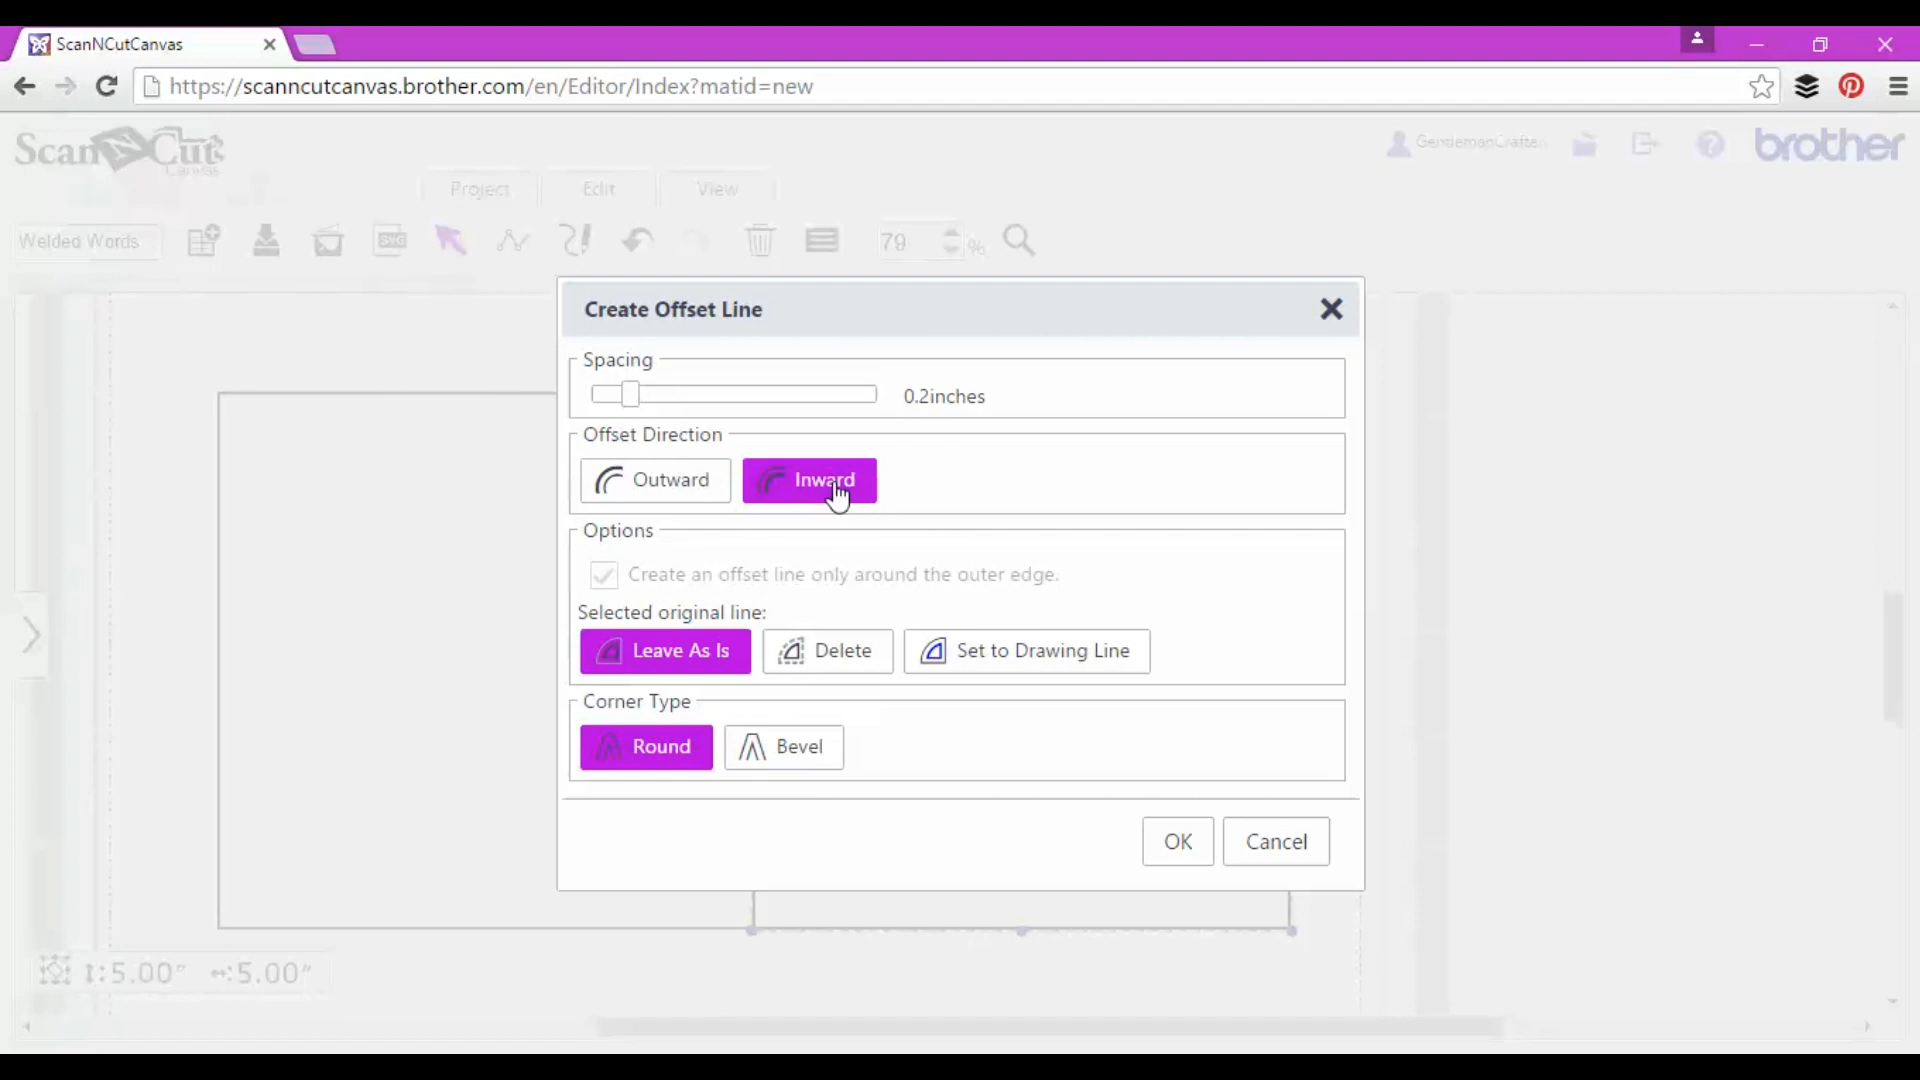 ScanNCutCanvas
https://scanncutcanvas.brother.com/en/Editor/Index?matid=new
ScanNCut
Canvas
brother
Project
Edit
View
Welded Words
SVG
79
%
Create Offset Line
Spacing
0.2inches
Offset Direction
Outward
Inward
Options
Create an offset line only around the outer edge.
Selected original line:
Leave As Is
Delete
Set to Drawing Line
Corner Type
Round
Bevel
OK
Cancel
5.00" 5.00"